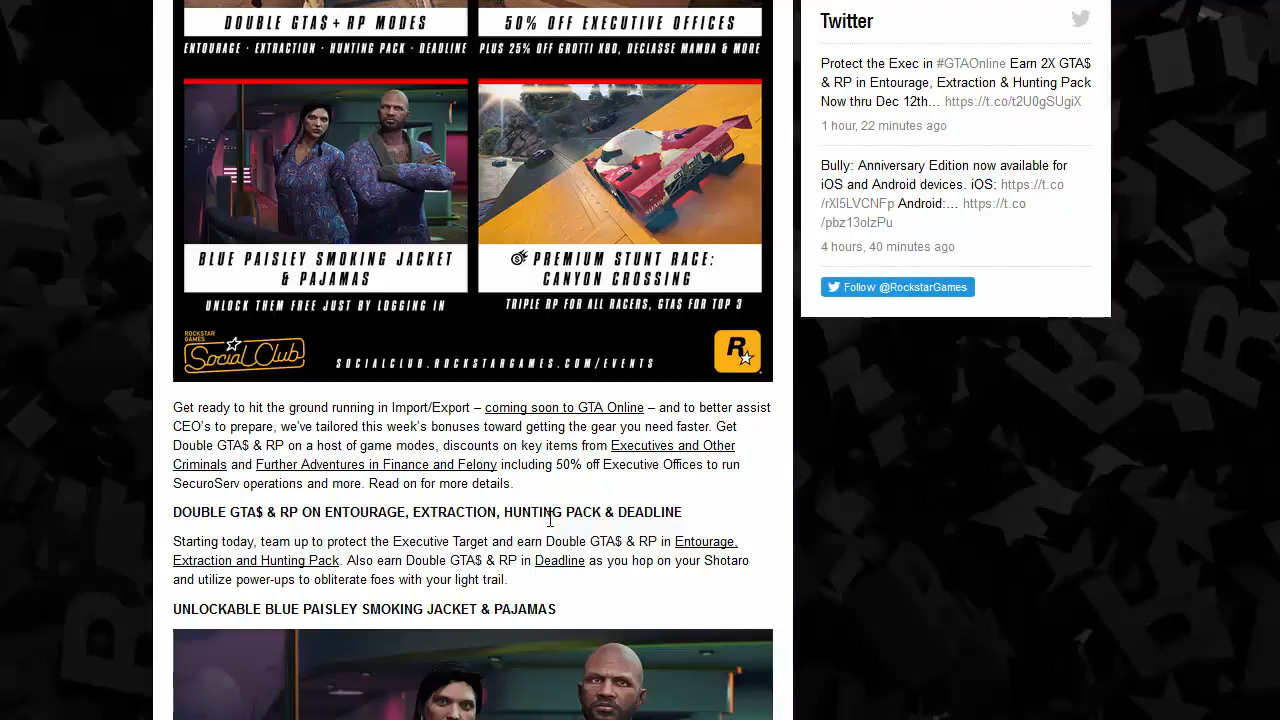 DOUBLE GTA$ + RP MODES
ENTOURAGE · EXTRACTION · HUNTING PACK · DEADLINE
50% OFF EXECUTIVE OFFICES
PLUS 25% OFF GROTTI X80, DECLASSE MAMBA & MORE
BLUE PAISLEY SMOKING JACKET
& PAJAMAS
UNLOCK THEM FREE JUST BY LOGGING IN
PREMIUM STUNT RACE:
CANYON CROSSING
TRIPLE RP FOR ALL RACERS, GTA$ FOR TOP 3
ROCKSTAR
GAMES
Social Club
SOCIALCLUB.ROCKSTARGAMES.COM/EVENTS
R
Get ready to hit the ground running in Import/Export – coming soon to GTA Online – and to better assist
CEO's to prepare, we've tailored this week's bonuses toward getting the gear you need faster. Get
Double GTA$ & RP on a host of game modes, discounts on key items from Executives and Other
Criminals and Further Adventures in Finance and Felony including 50% off Executive Offices to run
SecuroServ operations and more. Read on for more details.
DOUBLE GTA$ & RP ON ENTOURAGE, EXTRACTION, HUNTING PACK & DEADLINE
Starting today, team up to protect the Executive Target and earn Double GTA$ & RP in Entourage,
Extraction and Hunting Pack. Also earn Double GTA$ & RP in Deadline as you hop on your Shotaro
and utilize power-ups to obliterate foes with your light trail.
UNLOCKABLE BLUE PAISLEY SMOKING JACKET & PAJAMAS
Twitter
Protect the Exec in #GTAOnline Earn 2X GTA$
& RP in Entourage, Extraction & Hunting Pack
Now thru Dec 12th... https://t.co/t2U0gSUgiX
1 hour, 22 minutes ago
Bully: Anniversary Edition now available for
iOS and Android devices. iOS: https://t.co
/rXl5LVCNFp Android:... https://t.co
/pbz13olzPu
4 hours, 40 minutes ago
Follow @RockstarGames